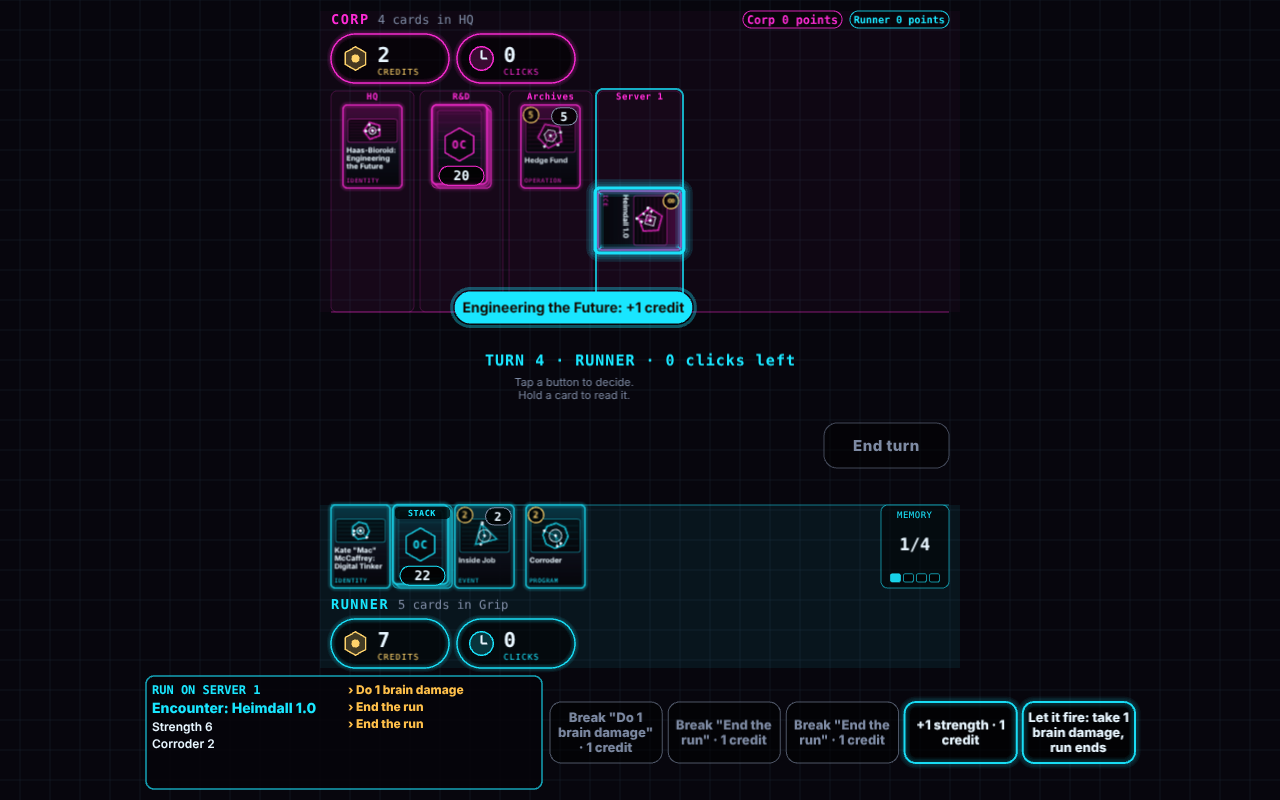 CORP 4 cards in HQ
Corp 0 points
Runner 0 points
2
CREDITS
0
CLICKS
HQ
R&D
Archives
Server 1
Haas-Bioroid:
Engineering
the Future
IDENTITY
OC
20
5
5
Hedge Fund
OPERATION
8
Heimdall 1.0
ICE
Engineering the Future: +1 credit
TURN 4 · RUNNER · 0 clicks left
Tap a button to decide.
Hold a card to read it.
End turn
Kate "Mac"
McCaffrey:
Digital Tinker
IDENTITY
STACK
OC
22
2
2
Inside Job
EVENT
2
Corroder
PROGRAM
MEMORY
1/4
RUNNER 5 cards in Grip
7
CREDITS
0
CLICKS
RUN ON SERVER 1
Encounter: Heimdall 1.0
Strength 6
Corroder 2
› Do 1 brain damage
› End the run
› End the run
Break "Do 1
brain damage"
· 1 credit
Break "End the
run" · 1 credit
Break "End the
run" · 1 credit
+1 strength · 1
credit
Let it fire: take 1
brain damage,
run ends